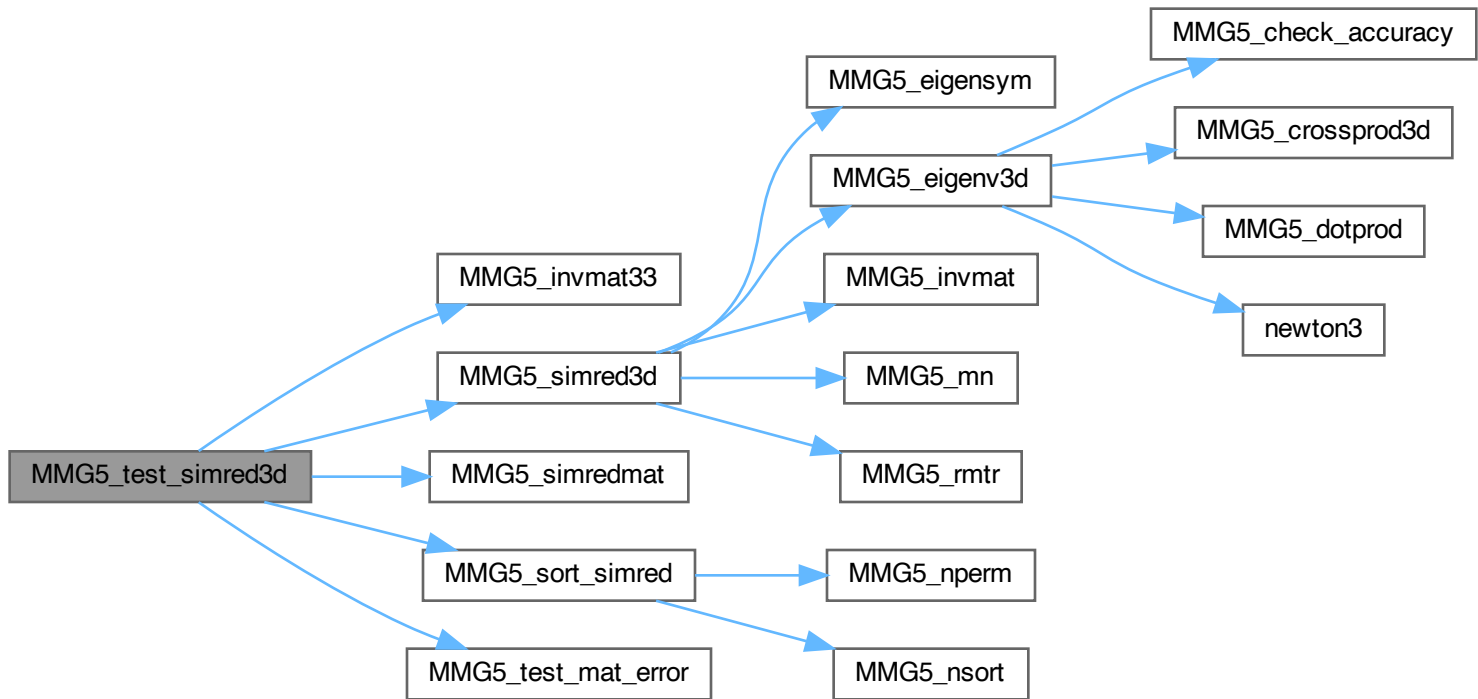 MMG5_check_accuracy
MMG5_eigensym
MMG5_crossprod3d
MMG5_eigenv3d
MMG5_dotprod
MMG5_invmat33
MMG5_invmat
newton3
MMG5_simred3d
MMG5_mn
MMG5_test_simred3d
MMG5_simredmat
MMG5_rmtr
MMG5_sort_simred
MMG5_nperm
MMG5_test_mat_error
MMG5_nsort